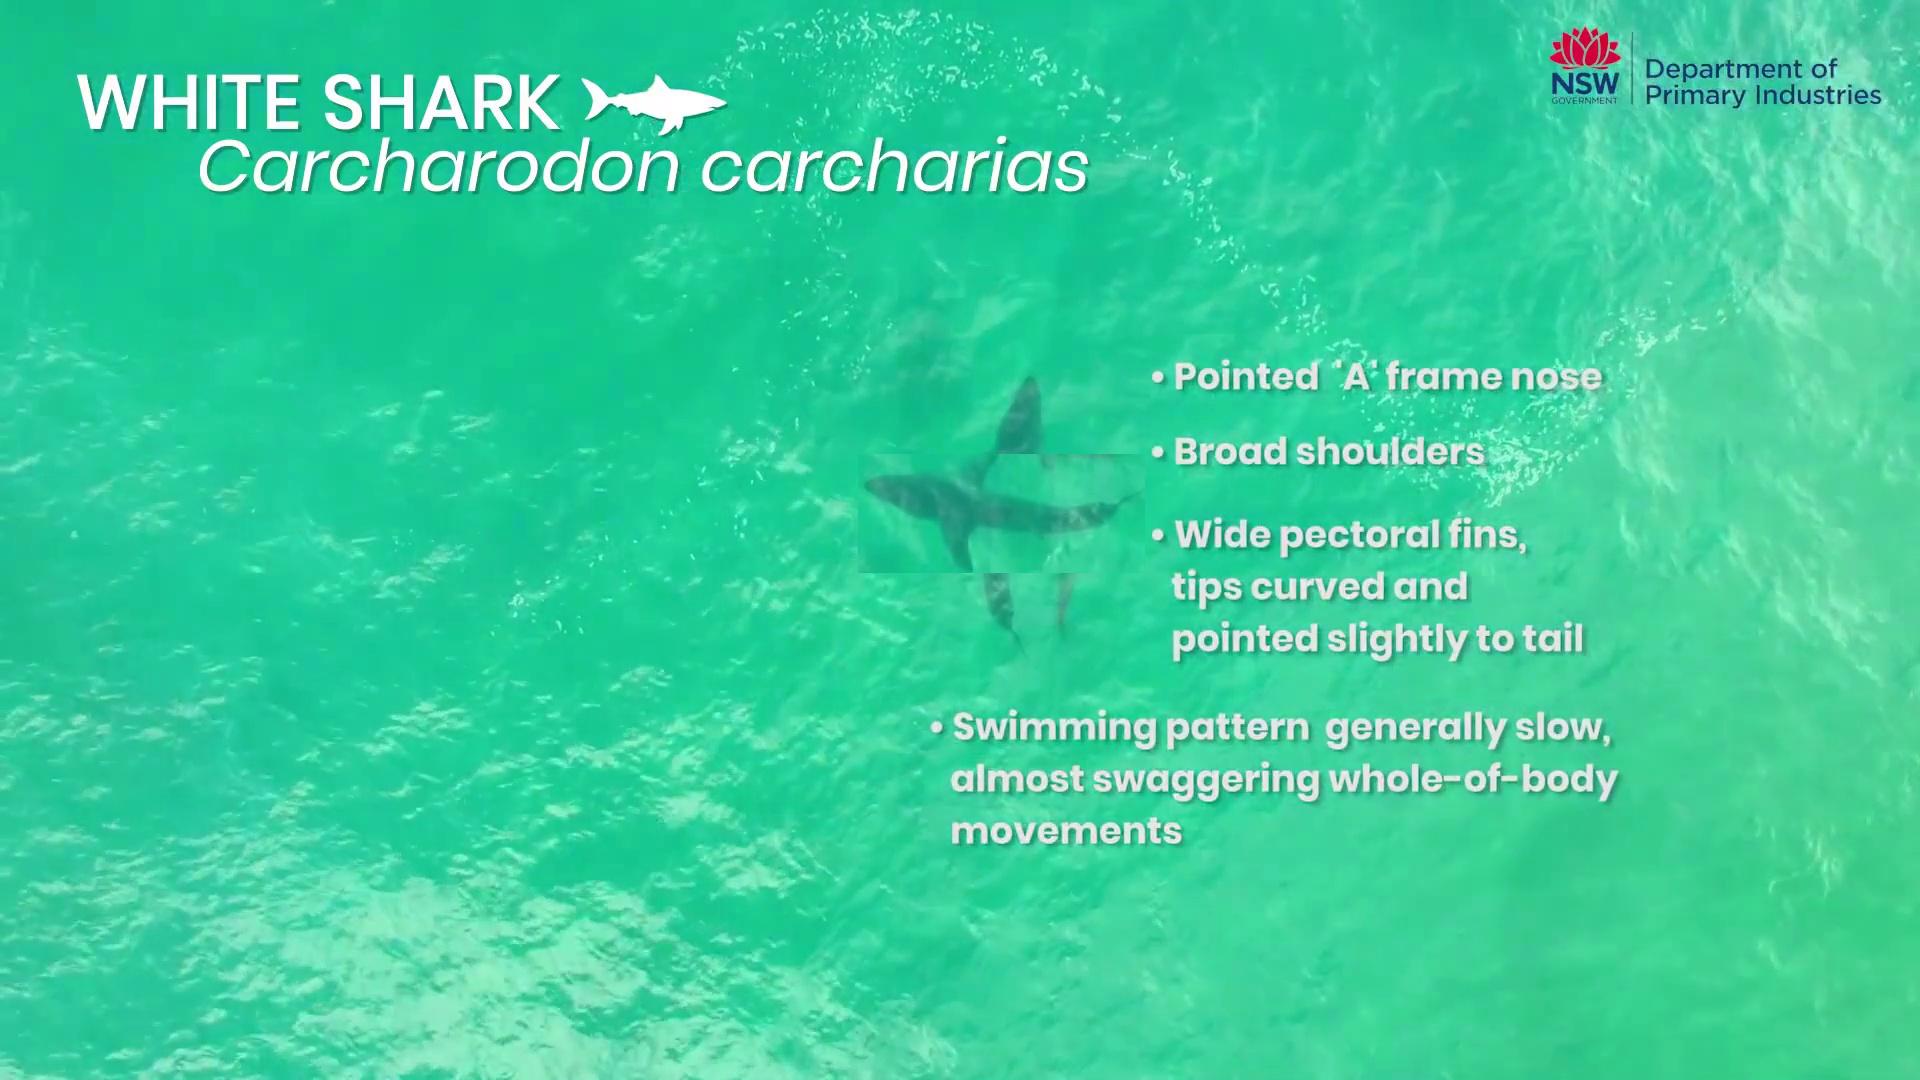 WHITE SHARK
Carcharodon carcharias
NSW
GOVERNMENT
Department of
Primary Industries
• Pointed 'A' frame nose
• Broad shoulders
• Wide pectoral fins,
tips curved and
pointed slightly to tail
• Swimming pattern generally slow,
almost swaggering whole-of-body
movements